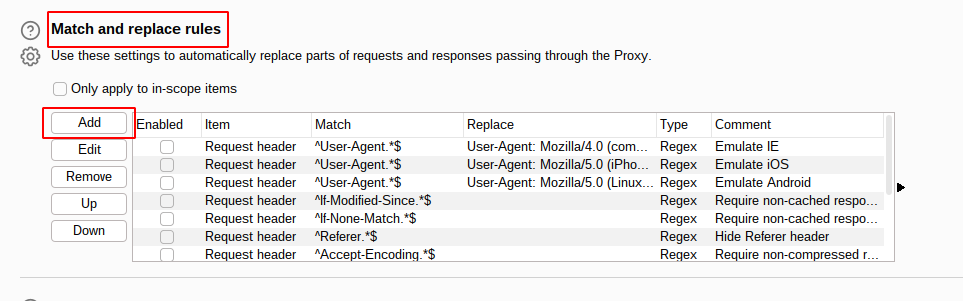 Match and replace rules
Use these settings to automatically replace parts of requests and responses passing through the Proxy.
Only apply to in-scope items
Add
Edit
Remove
Up
Down
Enabled Item Match Replace Type Comment
Request header ^User-Agent.*$ User-Agent: Mozilla/4.0 (com... Regex Emulate IE
Request header ^User-Agent.*$ User-Agent: Mozilla/5.0 (iPho... Regex Emulate iOS
Request header ^User-Agent.*$ User-Agent: Mozilla/5.0 (Linux... Regex Emulate Android
Request header ^If-Modified-Since.*$ Regex Require non-cached respo...
Request header ^If-None-Match.*$ Regex Require non-cached respo...
Request header ^Referer.*$ Regex Hide Referer header
Request header ^Accept-Encoding.*$ Regex Require non-compressed r...